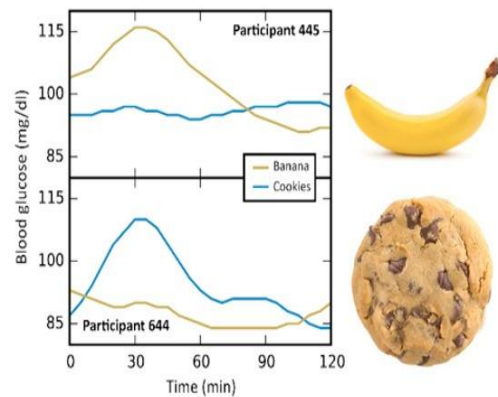 Blood glucose (mg/dl)
115
100
85
Participant 445
Banana
Cookies
115
100
85
Participant 644
0 30 60 90 120
Time (min)